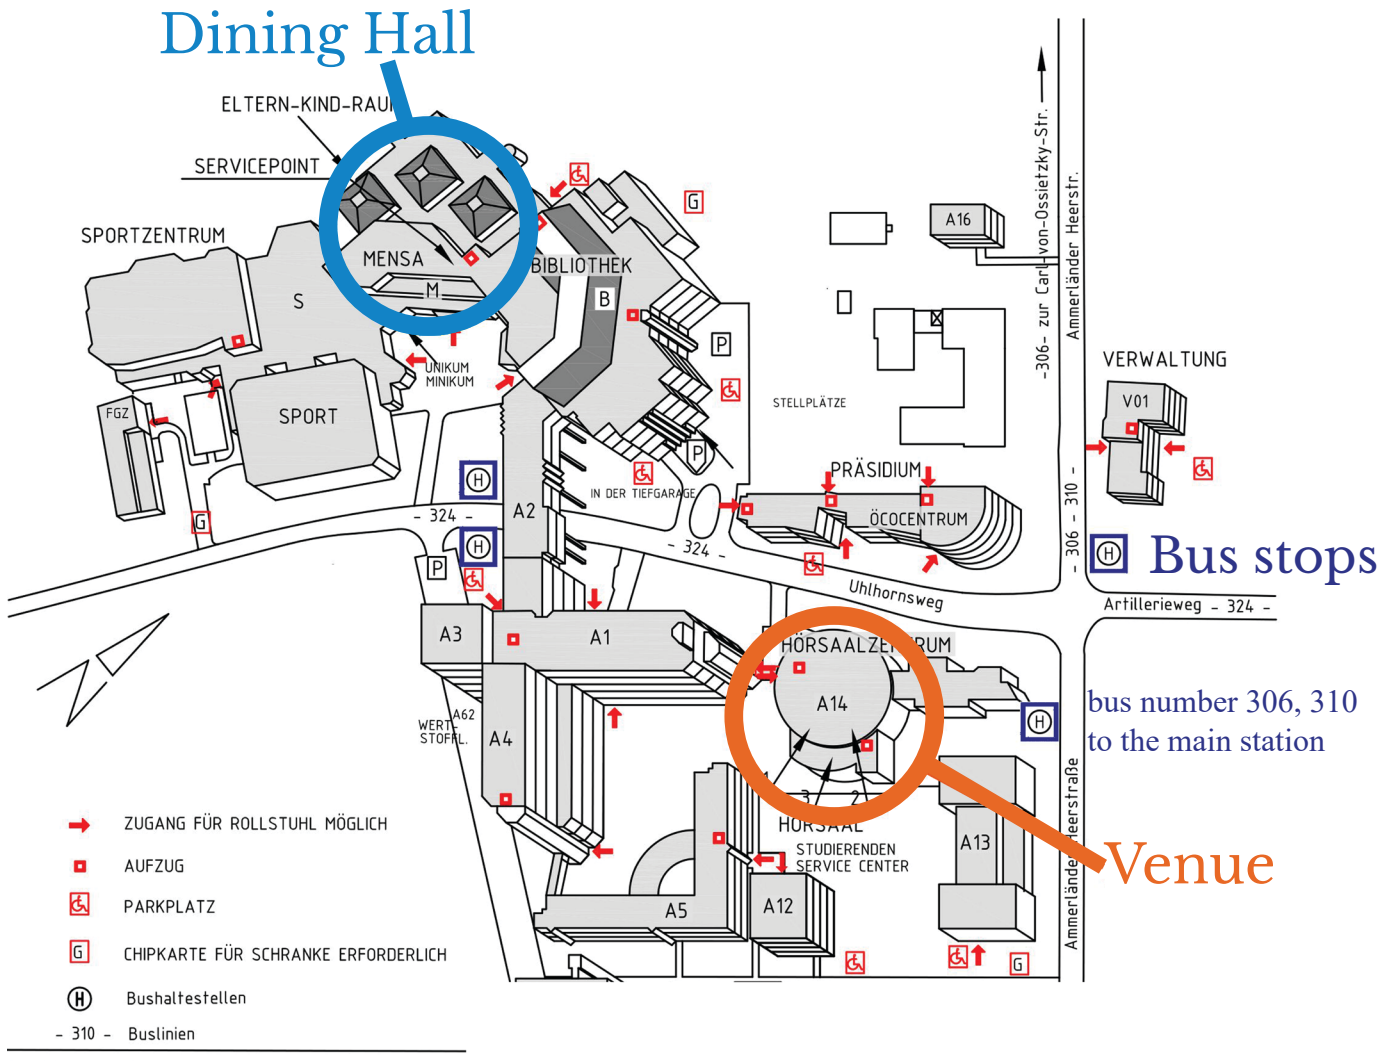 Dining Hall
ELTERN-KIND-RAU
SERVICEPOINT
SPORTZENTRUM
MENSA
M
BIBLIOTHEK
B
S
G
A16
-306- zur Carl-von-Ossietzky-Str.
Ammerländer Heerstr.
P
UNIKUM
MINIKUM
FGZ
SPORT
STELLPLÄTZE
VERWALTUNG
V01
P
IN DER TIEFGARAGE
PRÄSIDIUM
ÖCOCENTRUM
- 306 - 310 -
H
G
- 324 -
A2
H
- 324 -
H
Bus stops
P
Uhlhornsweg
Artillerieweg - 324 -
A3
A1
HÖRSAALZENTRUM
A14
A62
WERT-
STOFFL.
A4
H
bus number 306, 310
to the main station
1
3
2
HÖRSAAL
STUDIERENDEN
SERVICE CENTER
A13
Ammerländer Heerstraße
Venue
A5
A12
G
ZUGANG FÜR ROLLSTUHL MÖGLICH
AUFZUG
PARKPLATZ
G CHIPKARTE FÜR SCHRANKE ERFORDERLICH
H Bushaltestellen
- 310 - Buslinien